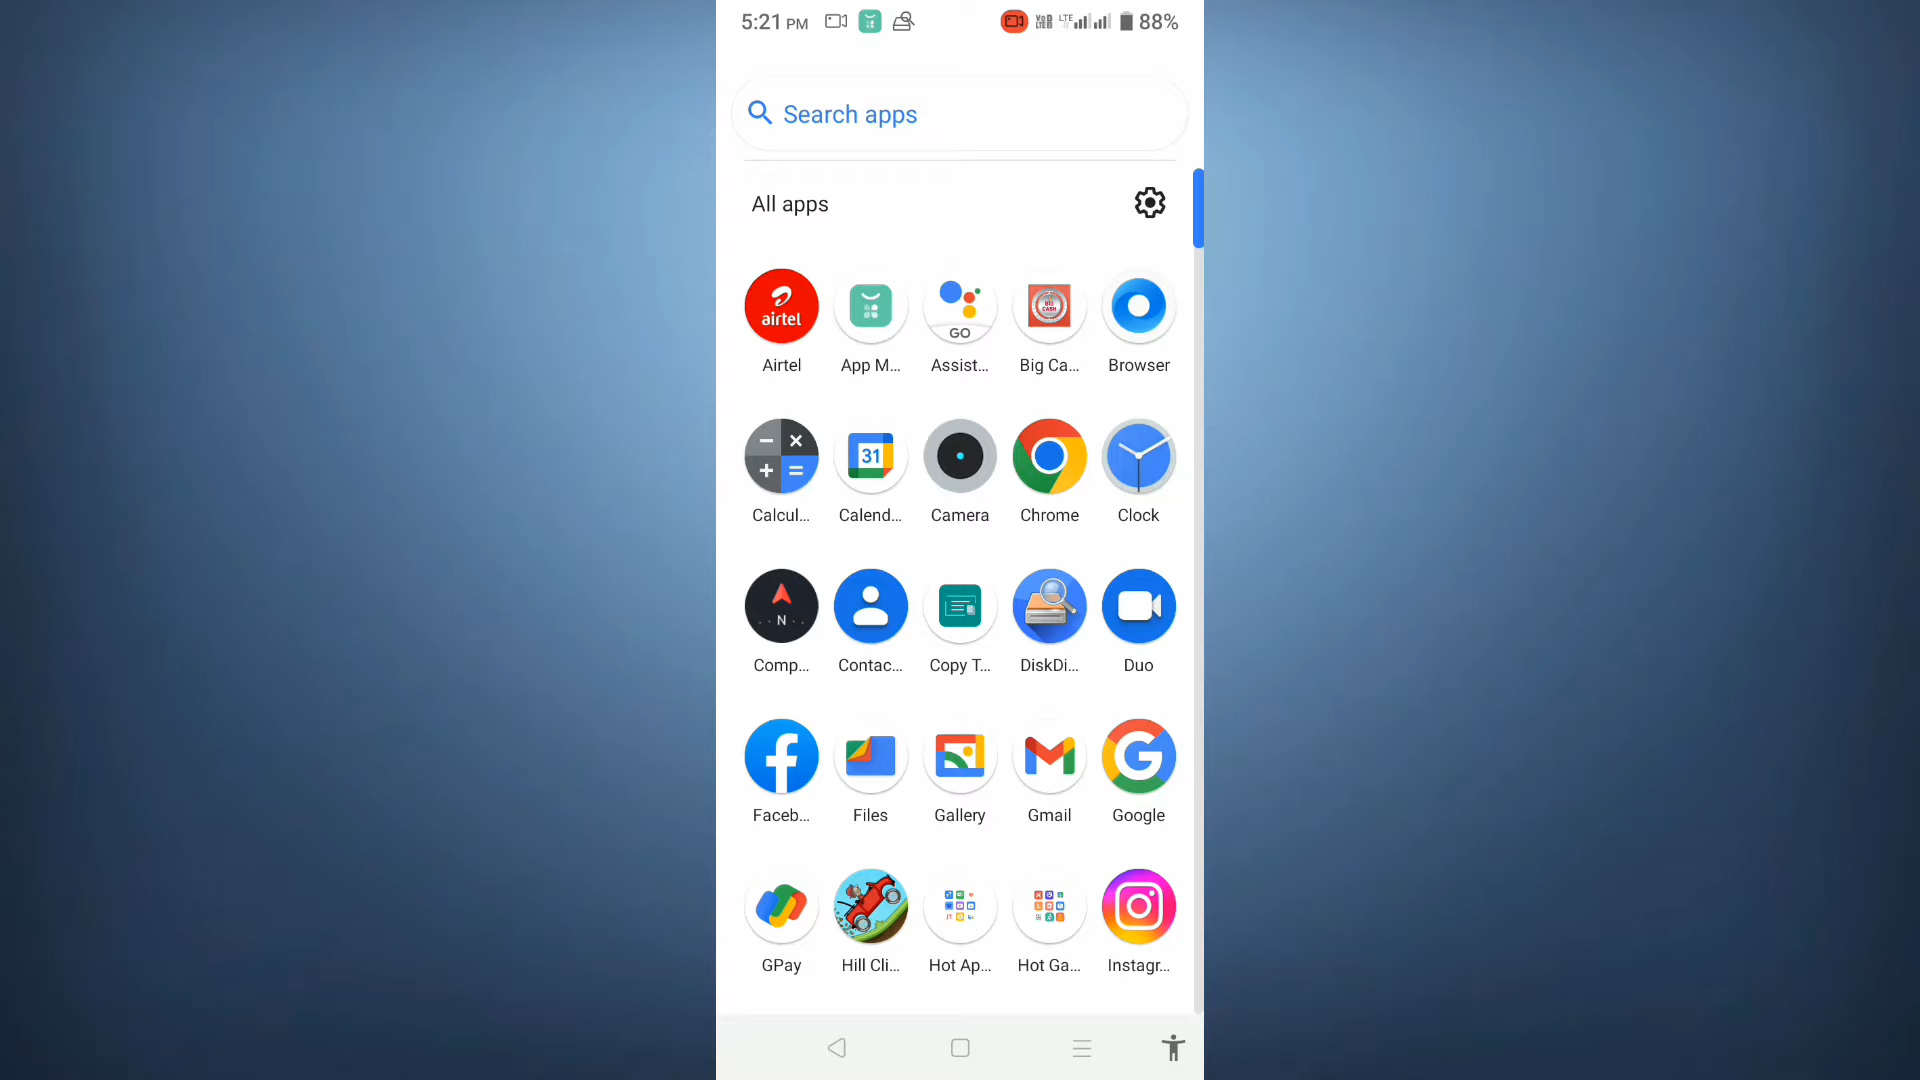 5:21 PM 88%
Search apps
All apps
airtel
GO
BIG CASH
Airtel App M... Assist... Big Ca... Browser
31
Calcul... Calend... Camera Chrome Clock
N
Comp... Contac... Copy T... DiskDi... Duo
Faceb... Files Gallery Gmail Google
GPay Hill Cli... Hot Ap... Hot Ga... Instagr...